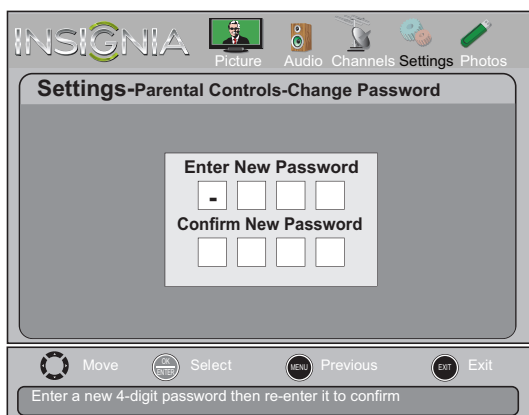 INSIGNIA
Picture Audio Channels Settings Photos
Settings-Parental Controls-Change Password
Enter New Password
-
Confirm New Password
Move OK ENTER Select MENU Previous EXIT Exit
Enter a new 4-digit password then re-enter it to confirm